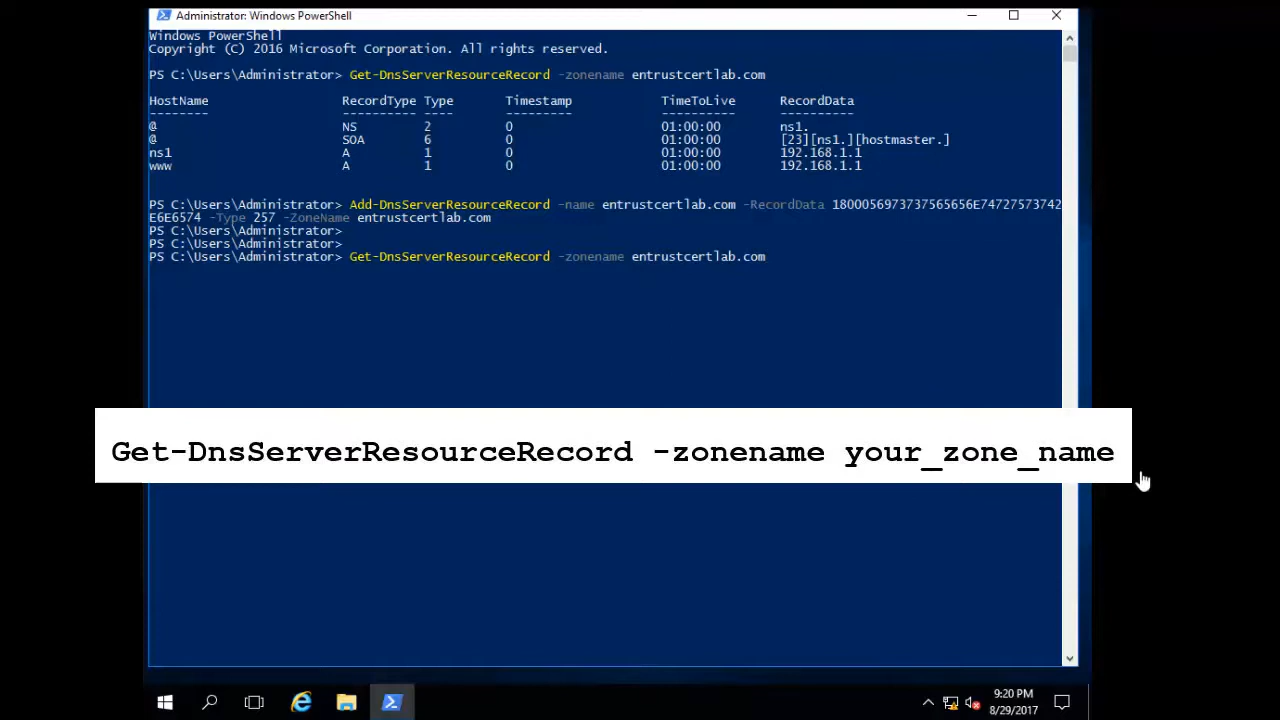 Administrator: Windows PowerShell
Windows PowerShell
Copyright (C) 2016 Microsoft Corporation. All rights reserved.
PS C:\Users\Administrator> Get-DnsServerResourceRecord -zonename entrustcertlab.com
HostName RecordType Type Timestamp TimeToLive RecordData
-------- ---------- ---- --------- ---------- ----------
@ NS 2 0 01:00:00 ns1.
@ SOA 6 0 01:00:00 [23][ns1.][hostmaster.]
ns1 A 1 0 01:00:00 192.168.1.1
www A 1 0 01:00:00 192.168.1.1
PS C:\Users\Administrator> Add-DnsServerResourceRecord -name entrustcertlab.com -RecordData 1800056973737565656E74727573742
E6E6574 -Type 257 -ZoneName entrustcertlab.com
PS C:\Users\Administrator>
PS C:\Users\Administrator>
PS C:\Users\Administrator> Get-DnsServerResourceRecord -zonename entrustcertlab.com
Get-DnsServerResourceRecord -zonename your_zone_name
9:20 PM
8/29/2017